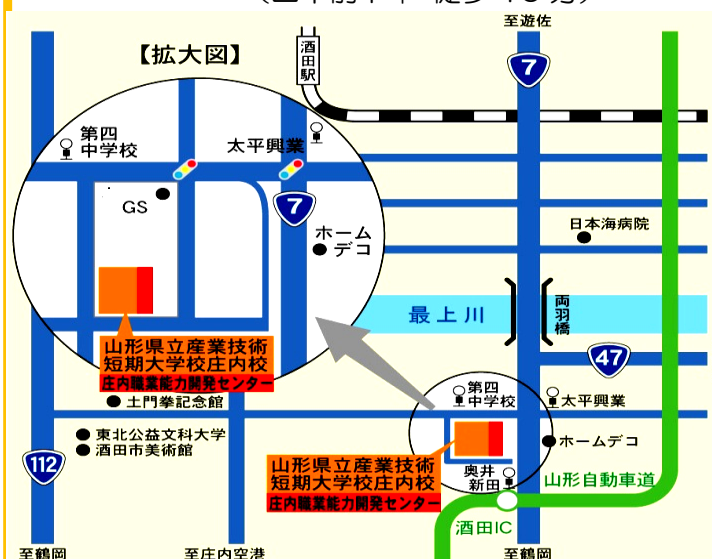 至遊佐
【拡大図】
酒田駅
7
第四
中学校
太平興業
GS
7
ホーム
デコ
日本海病院
最上川
両羽橋
47
山形県立産業技術
短期大学校庄内校
庄内職業能力開発センター
土門拳記念館
第四
中学校
太平興業
東北公益文科大学
酒田市美術館
ホームデコ
112
山形県立産業技術
短期大学校庄内校
庄内職業能力開発センター
奥井
新田
山形自動車道
酒田IC
至鶴岡
至庄内空港
至鶴岡